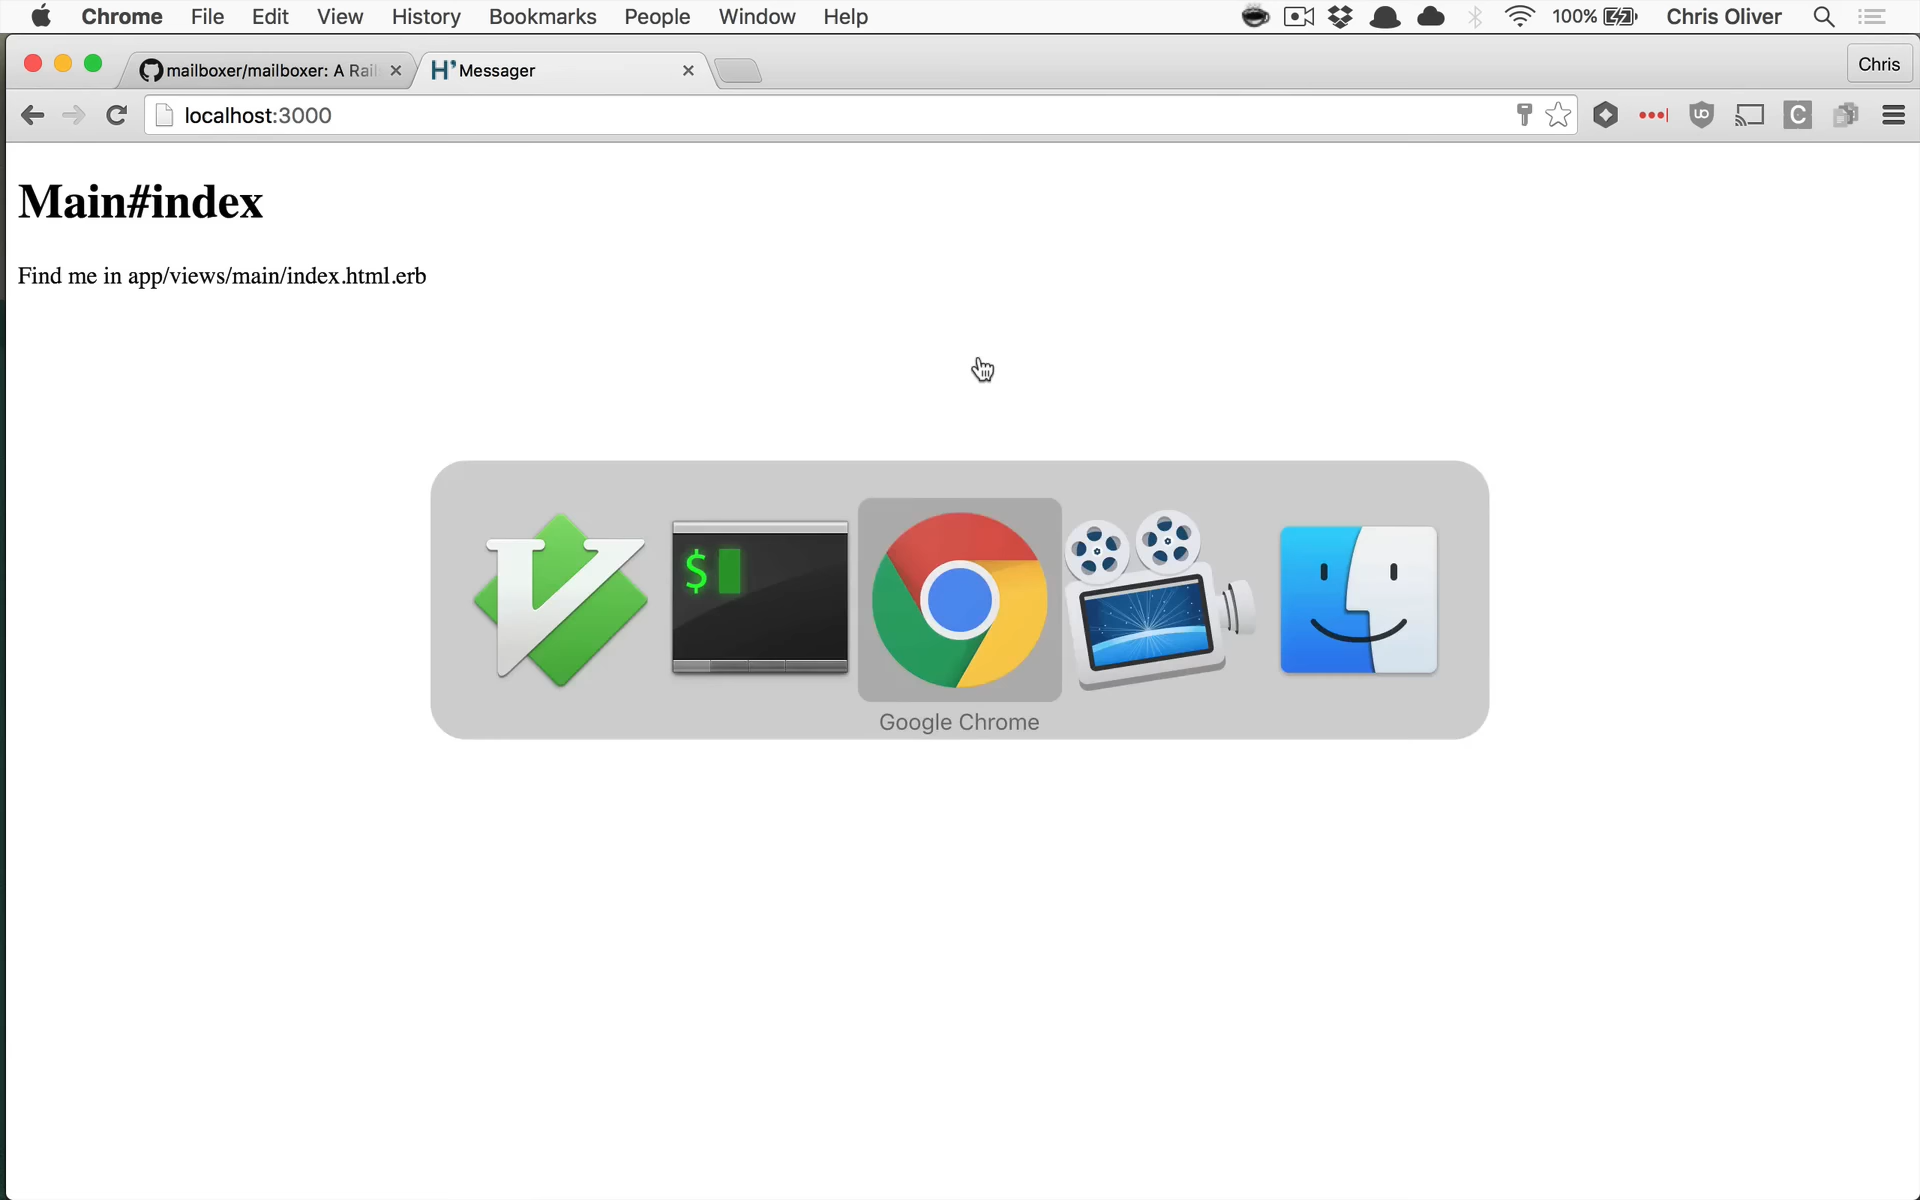 Chrome File Edit View History Bookmarks People Window Help 100% Chris Oliver
mailboxer/mailboxer: A Rail
H' Messager
Chris
localhost:3000
Main#index
Find me in app/views/main/index.html.erb
$
Google Chrome